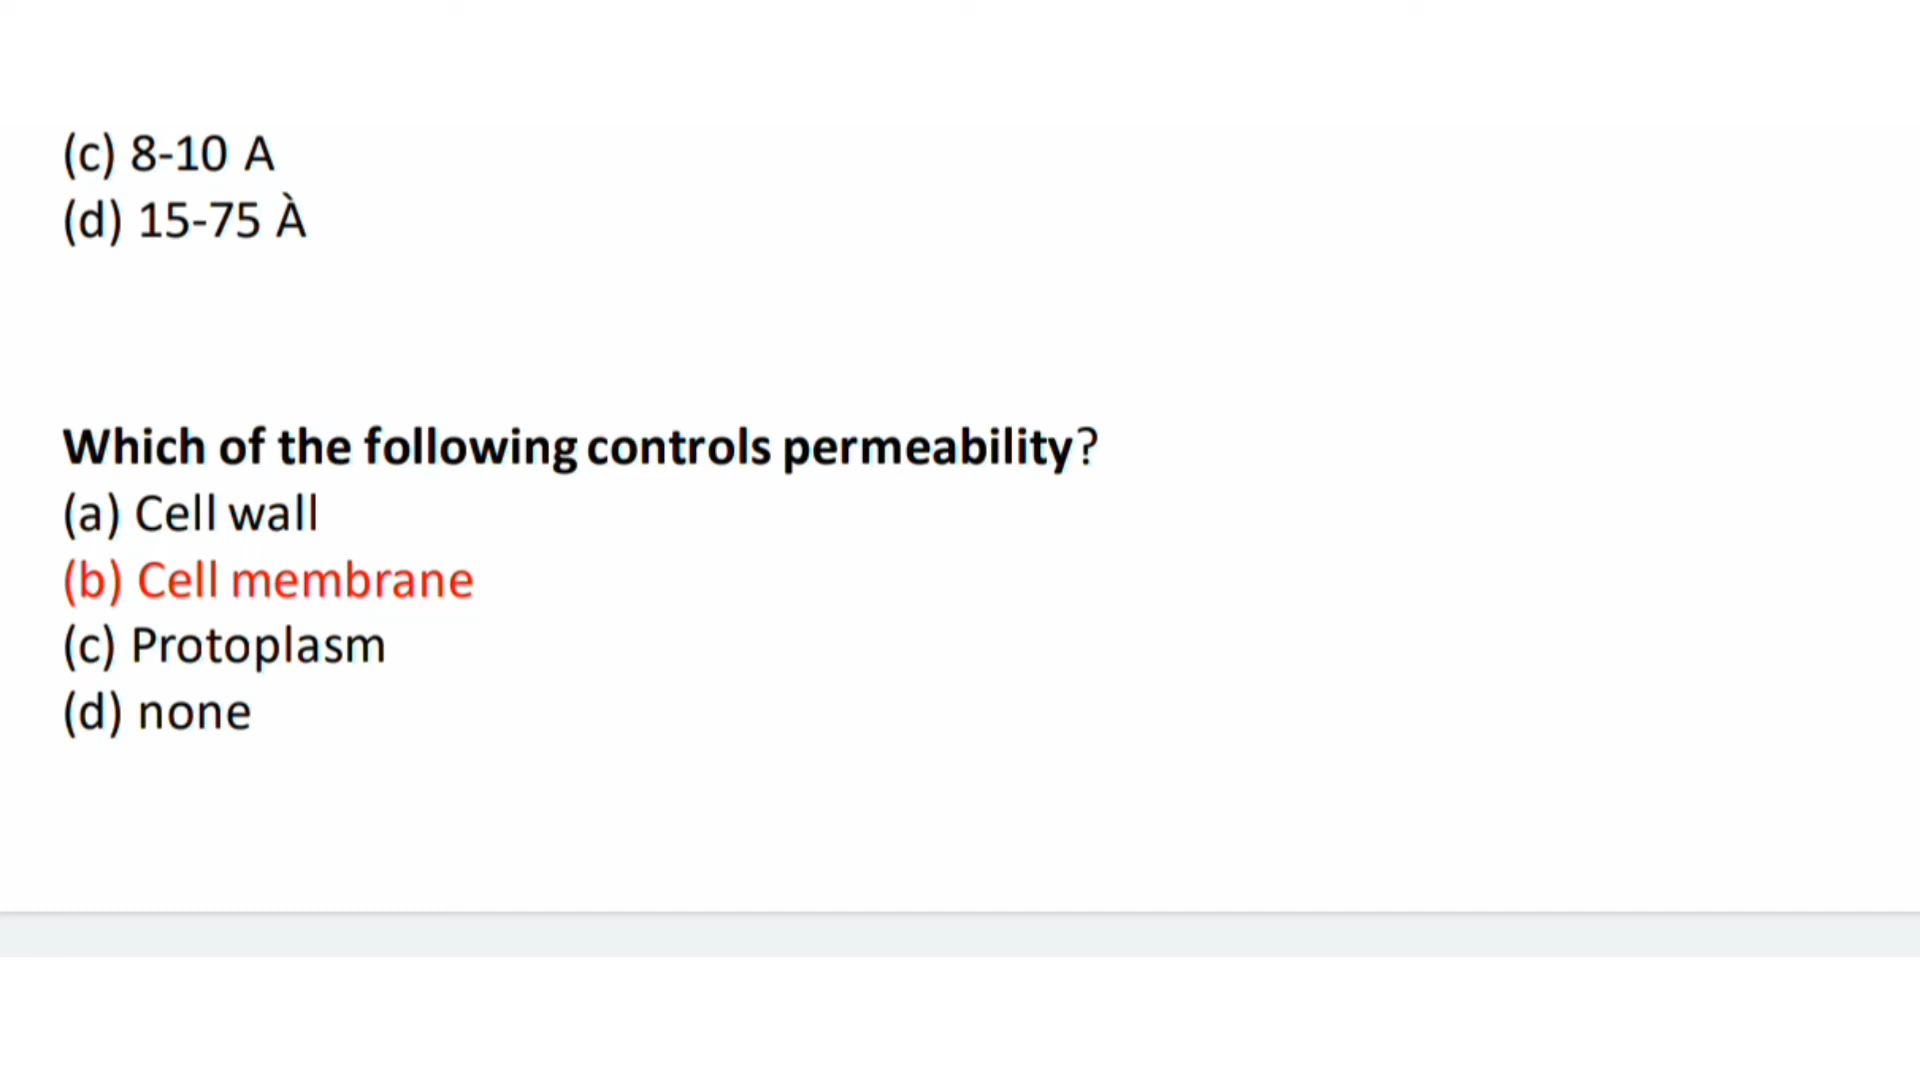 (c) 8-10 A
(d) 15-75 À
Which of the following controls permeability?
(a) Cell wall
(b) Cell membrane
(c) Protoplasm
(d) none